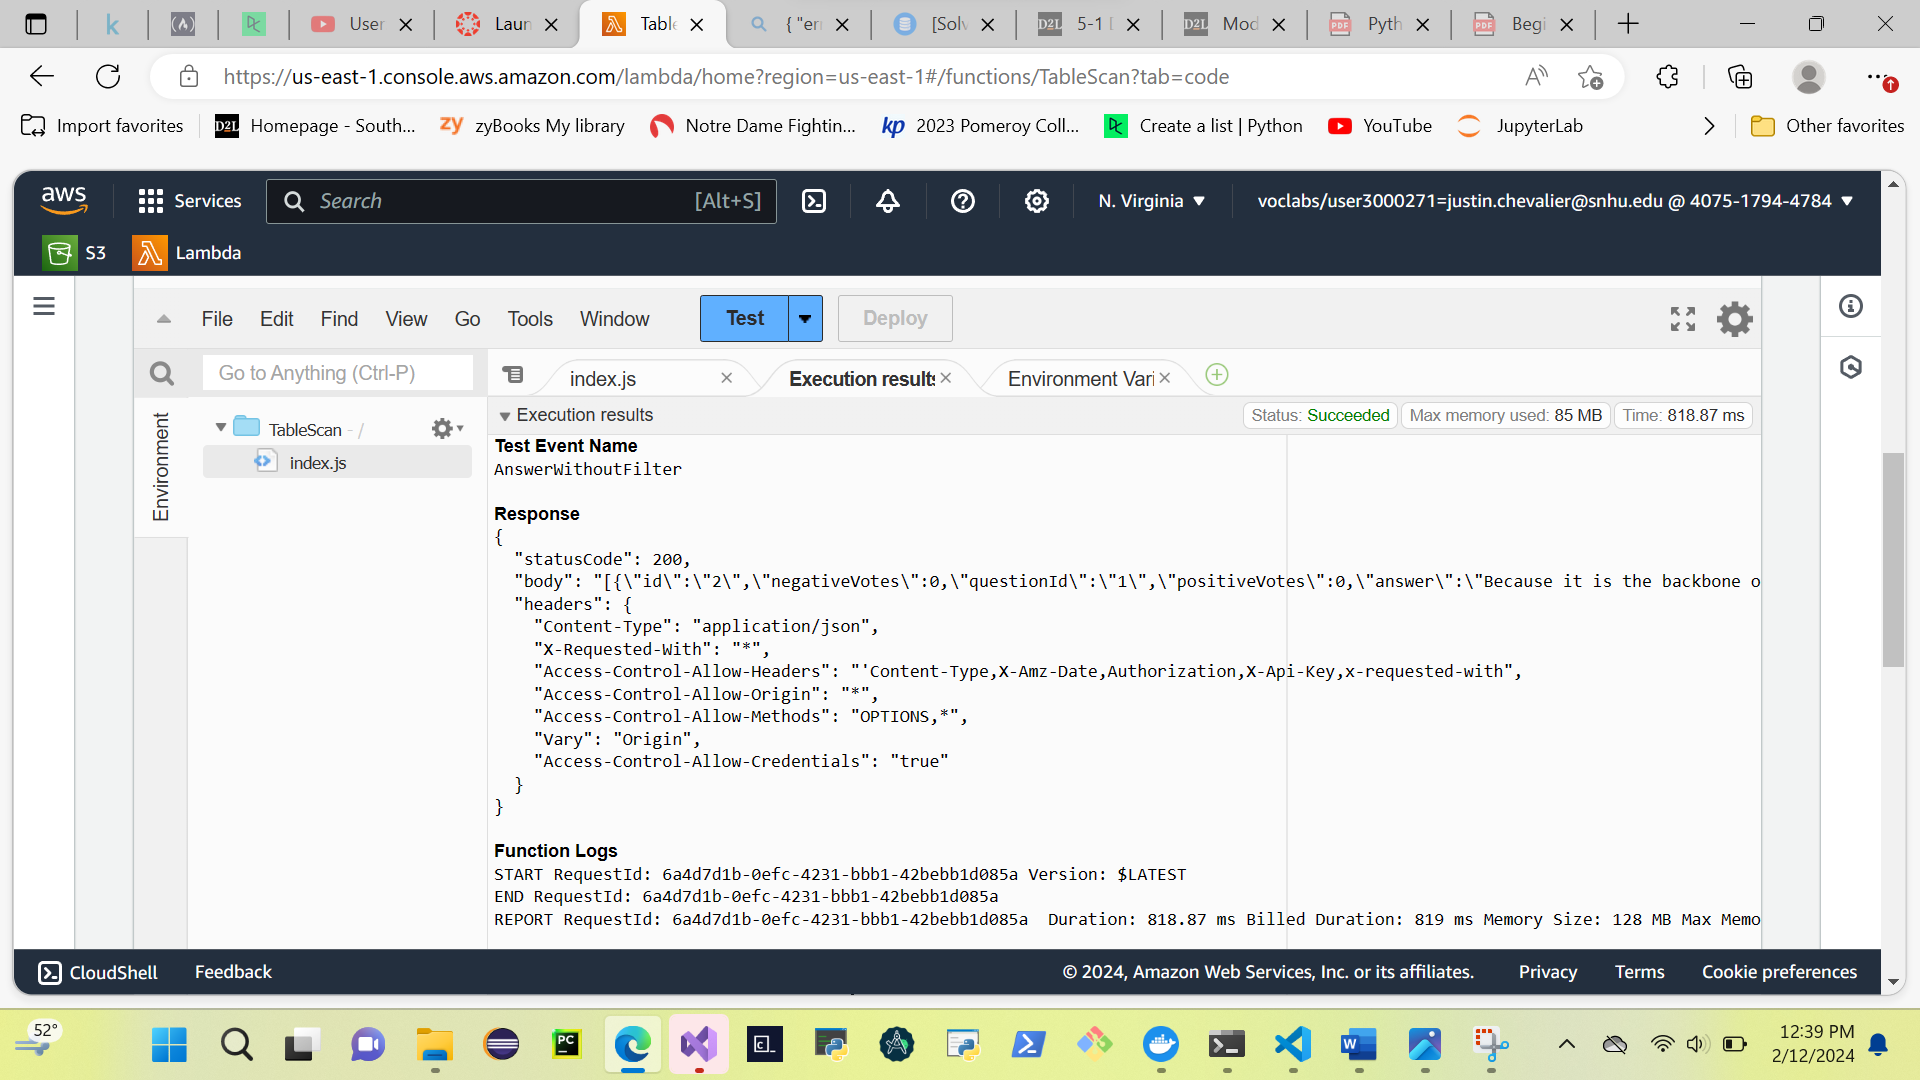 User
Laun
Table
{ "err
[Solv
5-1 D
Mod
Pyth
Begi
https://us-east-1.console.aws.amazon.com/lambda/home?region=us-east-1#/functions/TableScan?tab=code
Import favorites
D2L Homepage - South...
zy zyBooks My library
Notre Dame Fightin...
kp 2023 Pomeroy Coll...
Create a list | Python
YouTube
JupyterLab
Other favorites
aws
Services
Search [Alt+S]
N. Virginia
voclabs/user3000271=justin.chevalier@snhu.edu @ 4075-1794-4784
S3
Lambda
File Edit Find View Go Tools Window
Test
Deploy
Go to Anything (Ctrl-P)
index.js
Execution results
Environment Vari
Environment
TableScan - /
index.js
Execution results
Status: Succeeded
Max memory used: 85 MB
Time: 818.87 ms
Test Event Name
AnswerWithoutFilter
Response
{
"statusCode": 200,
"body": "[{\"id\":\"2\",\"negativeVotes\":0,\"questionId\":\"1\",\"positiveVotes\":0,\"answer\":\"Because it is the backbone o
"headers": {
"Content-Type": "application/json",
"X-Requested-With": "*",
"Access-Control-Allow-Headers": "'Content-Type,X-Amz-Date,Authorization,X-Api-Key,x-requested-with",
"Access-Control-Allow-Origin": "*",
"Access-Control-Allow-Methods": "OPTIONS,*",
"Vary": "Origin",
"Access-Control-Allow-Credentials": "true"
}
}
Function Logs
START RequestId: 6a4d7d1b-0efc-4231-bbb1-42bebb1d085a Version: $LATEST
END RequestId: 6a4d7d1b-0efc-4231-bbb1-42bebb1d085a
REPORT RequestId: 6a4d7d1b-0efc-4231-bbb1-42bebb1d085a Duration: 818.87 ms Billed Duration: 819 ms Memory Size: 128 MB Max Memo
CloudShell
Feedback
© 2024, Amazon Web Services, Inc. or its affiliates.
Privacy
Terms
Cookie preferences
52°
12:39 PM
2/12/2024